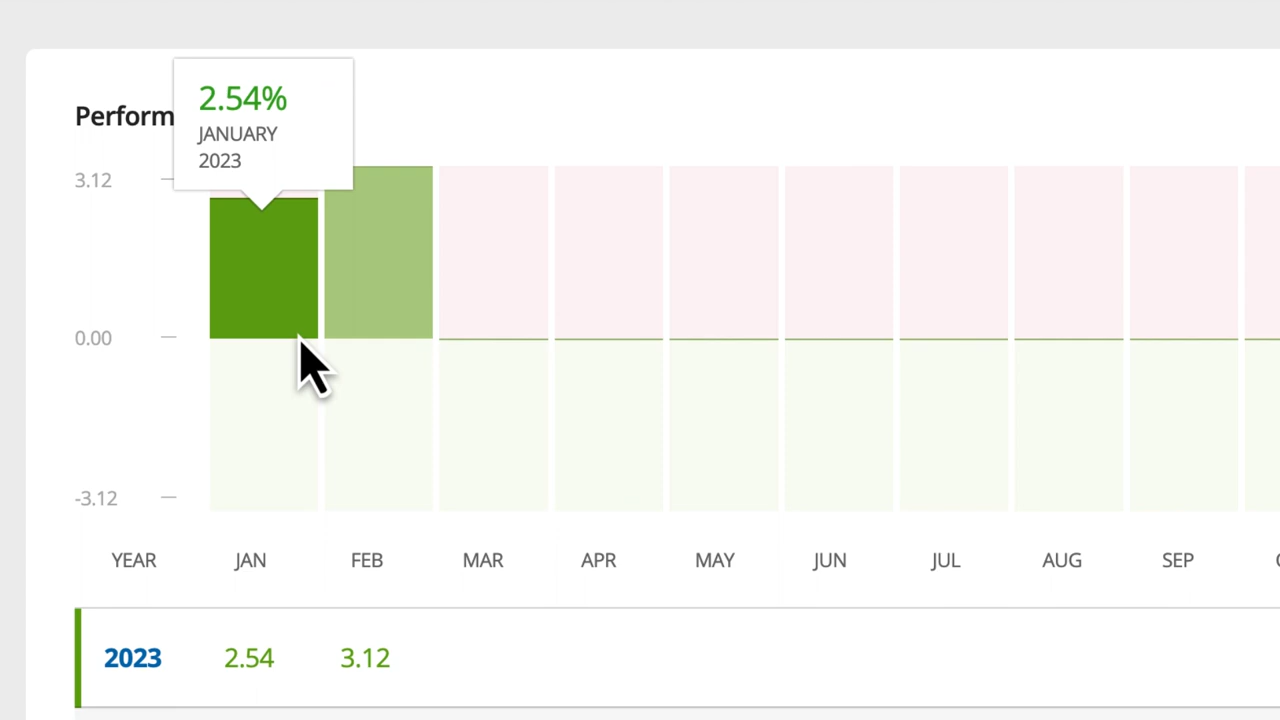 2.54%
JANUARY
2023
Perform
3.12
0.00
-3.12
YEAR JAN FEB MAR APR MAY JUN JUL AUG SEP
2023 2.54 3.12